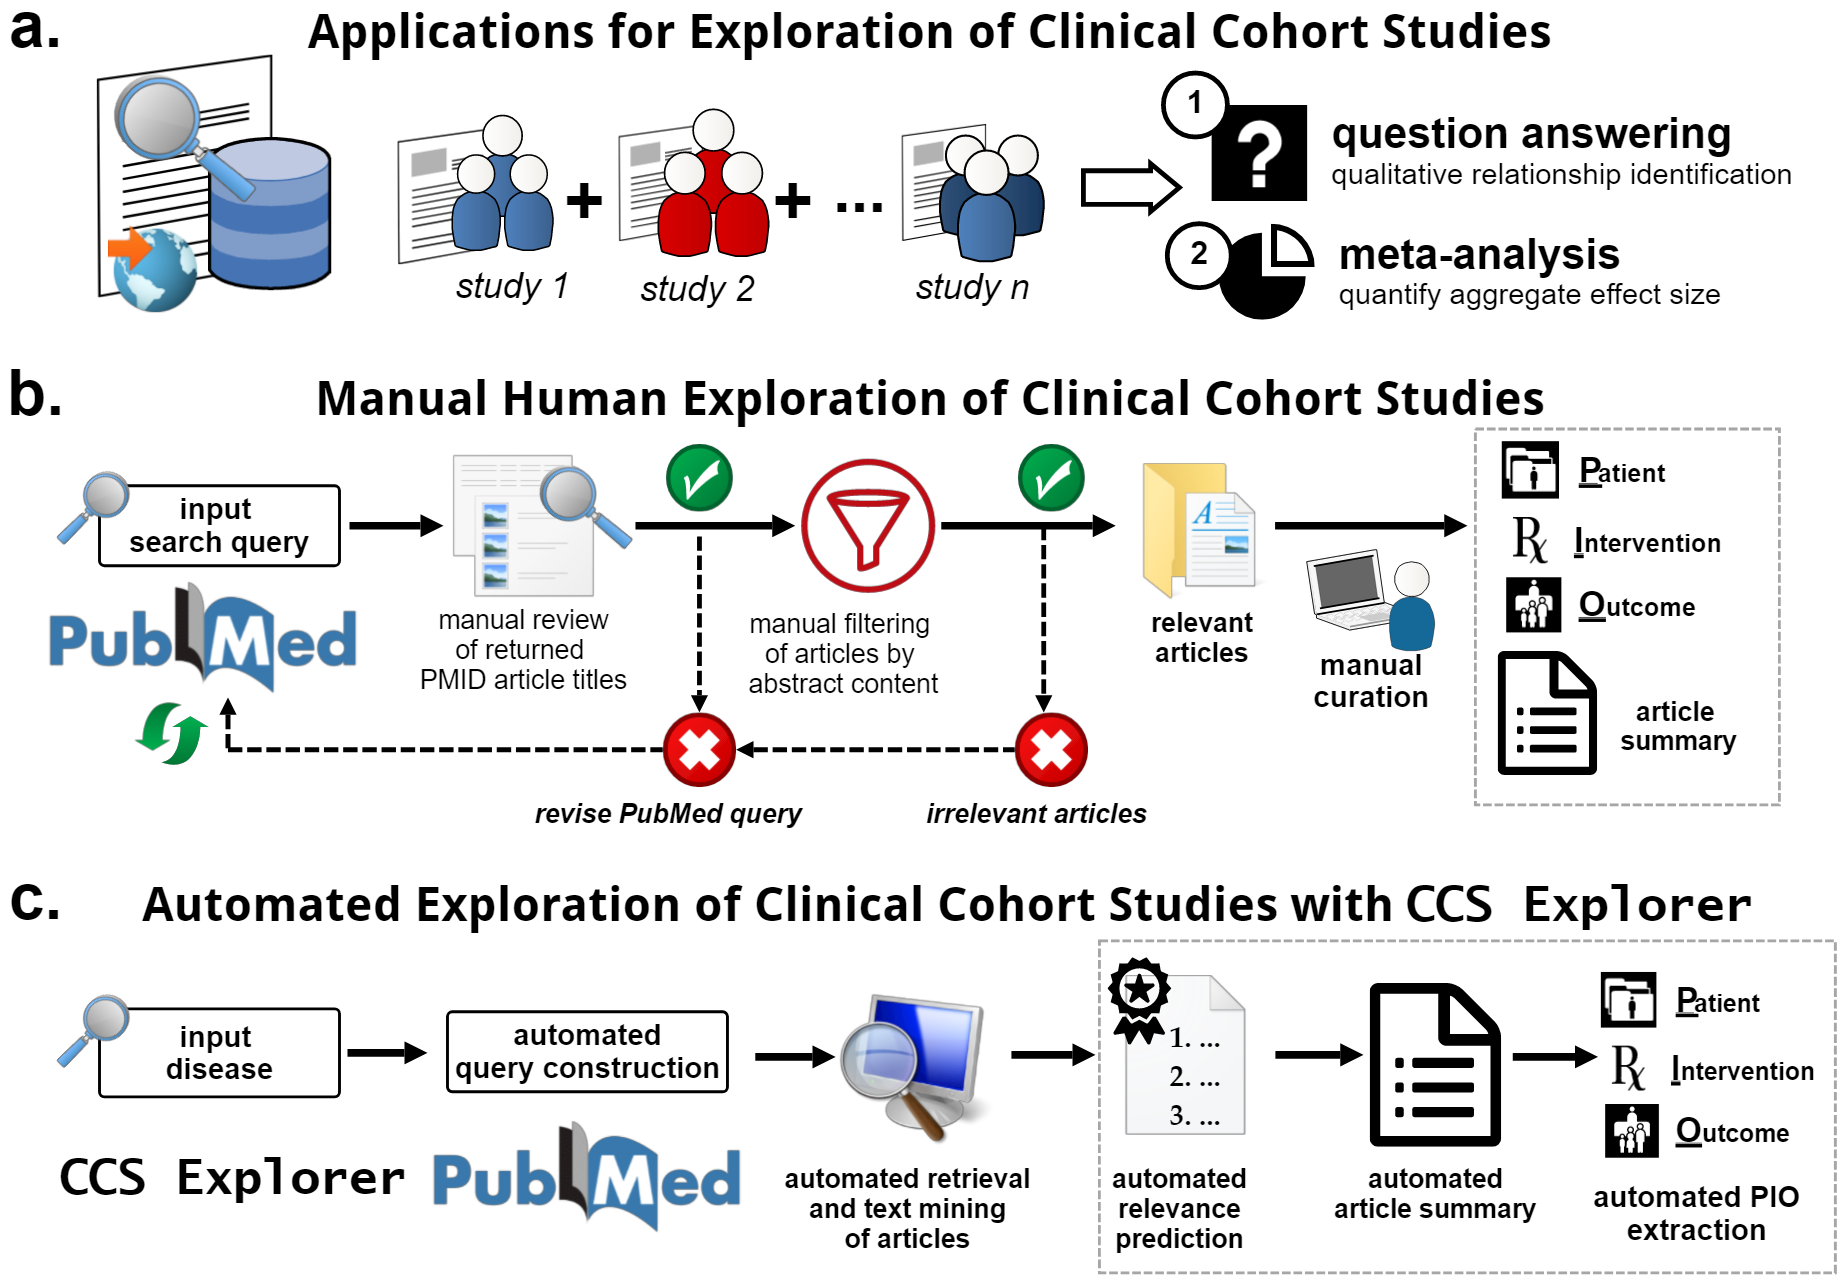 a.
Applications for Exploration of Clinical Cohort Studies
study 1
+
study 2
+
...
study n
1
?
question answering
qualitative relationship identification
2
meta-analysis
quantify aggregate effect size
b.
Manual Human Exploration of Clinical Cohort Studies
input
search query
PubMed
manual review
of returned
PMID article titles
manual filtering
of articles by
abstract content
A
relevant
articles
manual
curation
Patient
Rx
Intervention
Outcome
article
summary
revise PubMed query
irrelevant articles
c.
Automated Exploration of Clinical Cohort Studies with CCS Explorer
input
disease
CCS Explorer
automated
query construction
PubMed
automated retrieval
and text mining
of articles
1. ...
2. ...
3. ...
automated
relevance
prediction
automated
article summary
Patient
Rx
Intervention
Outcome
automated PIO
extraction